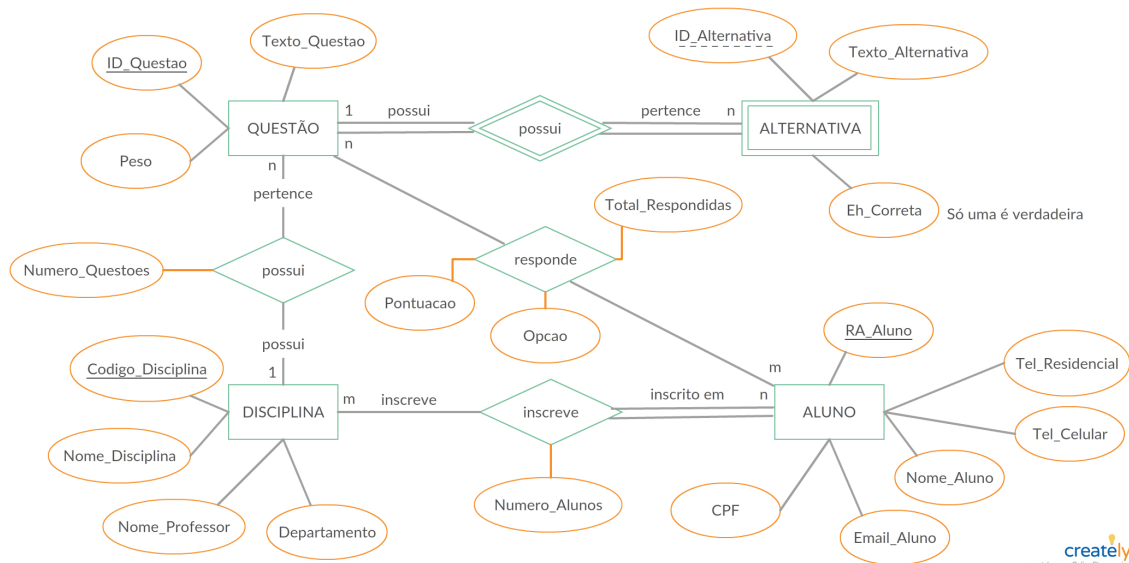 ID_Alternativa
Texto_Questao
Texto_Alternativa
ID_Questao
1
possui
pertence
n
QUESTÃO
possui
ALTERNATIVA
n
Peso
n
pertence
Total_Respondidas
Eh_Correta
Só uma é verdadeira
responde
Numero_Questoes
possui
Pontuacao
Opcao
RA_Aluno
possui
Tel_Residencial
Codigo_Disciplina
1
m
DISCIPLINA
m
inscreve
inscreve
inscrito em
n
ALUNO
Tel_Celular
Nome_Disciplina
Nome_Aluno
Numero_Alunos
CPF
Nome_Professor
Departamento
Email_Aluno
creately